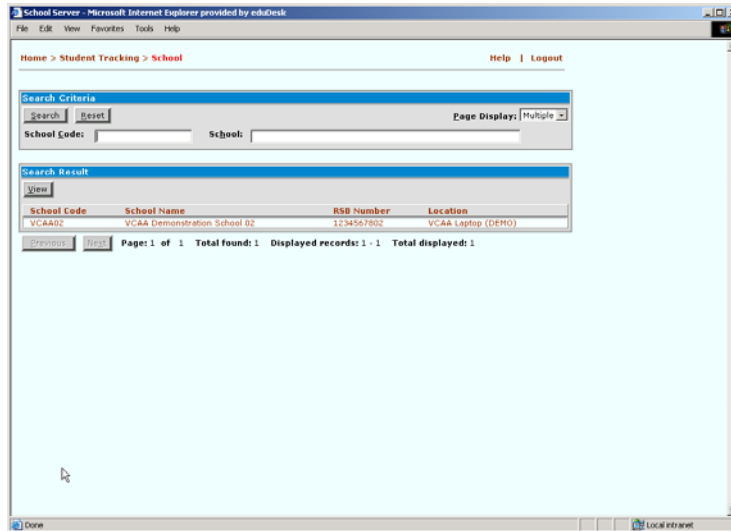 School Server - Microsoft Internet Explorer provided by eduDesk
File Edit View Favorites Tools Help
Home > Student Tracking > School Help | Logout
Search Criteria
Search Reset Page Display: Multiple
School Code: School:
Search Result
View
School Code School Name RSB Number Location
VCAA02 VCAA Demonstration School 02 1234567802 VCAA Laptop (DEMO)
Previous Next Page: 1 of 1 Total found: 1 Displayed records: 1 - 1 Total displayed: 1
Done Local intranet